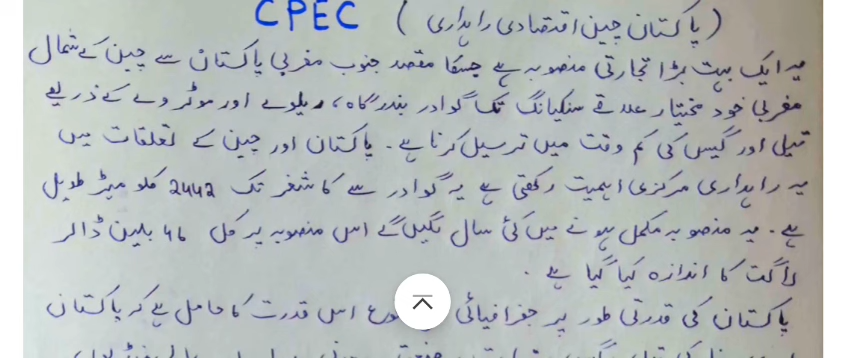 CPEC (پاکستان چین اقتصادی راہداری)
یہ ایک بہت بڑا تجارتی منصوبہ ہے جسکا مقصد جنوب مغربی پاکستان سے چین کے شمال
مغربی خود مختیار علاقے سنکیانگ تک گوادر بندرگاہ، ریلوے اور موٹروے کے ذریعے
تیل اور گیس کی کم وقت میں ترسیل کرنا ہے۔ پاکستان اور چین کے تعلقات میں
یہ راہداری مرکزی اہمیت رکھتی ہے یہ گوادر سے کاشغر تک 2442 کلو میٹر طویل
ہے۔ یہ منصوبہ مکمل ہونے میں کئی سال لگیں گے اس منصوبہ پر کل 46 بلین ڈالر
لاگت کا اندازہ کیا گیا ہے۔
پاکستان کی قدرتی طور پر جغرافیائی اس قدرت کا حامل ہے کہ پاکستان